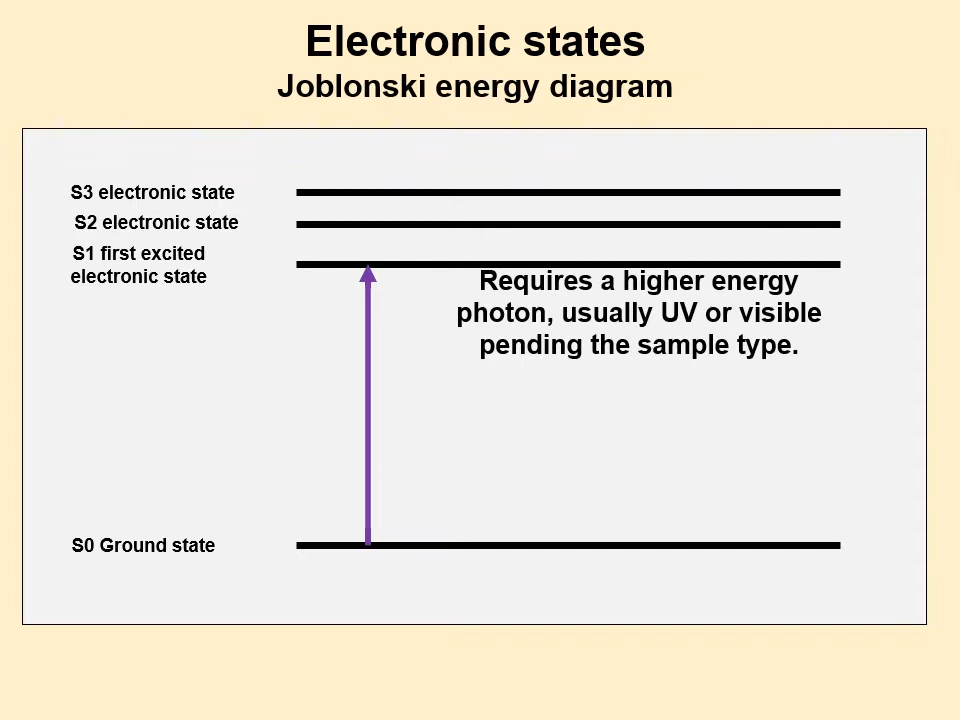 Electronic states
Joblonski energy diagram
S3 electronic state
S2 electronic state
S1 first excited
electronic state
Requires a higher energy
photon, usually UV or visible
pending the sample type.
S0 Ground state